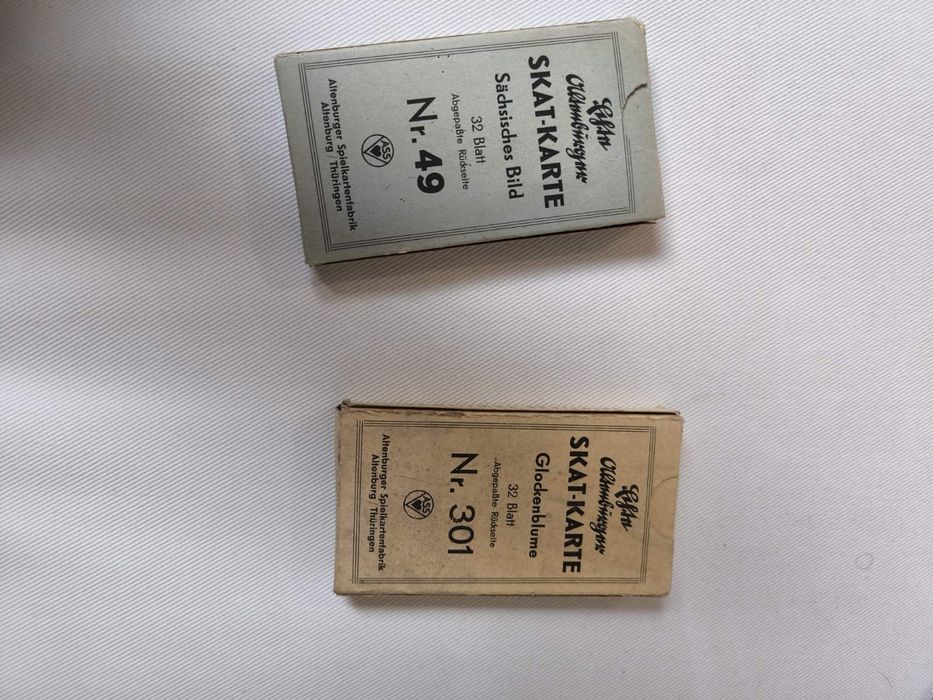 Echte
Altenburger
SKAT-KARTE
Sächsisches Bild
32 Blatt
Abgepaßte Rückseite
Nr. 49
ASS
Altenburger Spielkartenfabrik
Altenburg / Thüringen
Echte
Altenburger
SKAT-KARTE
Glockenblume
32 Blatt
Abgepaßte Rückseite
Nr. 301
ASS
Altenburger Spielkartenfabrik
Altenburg / Thüringen